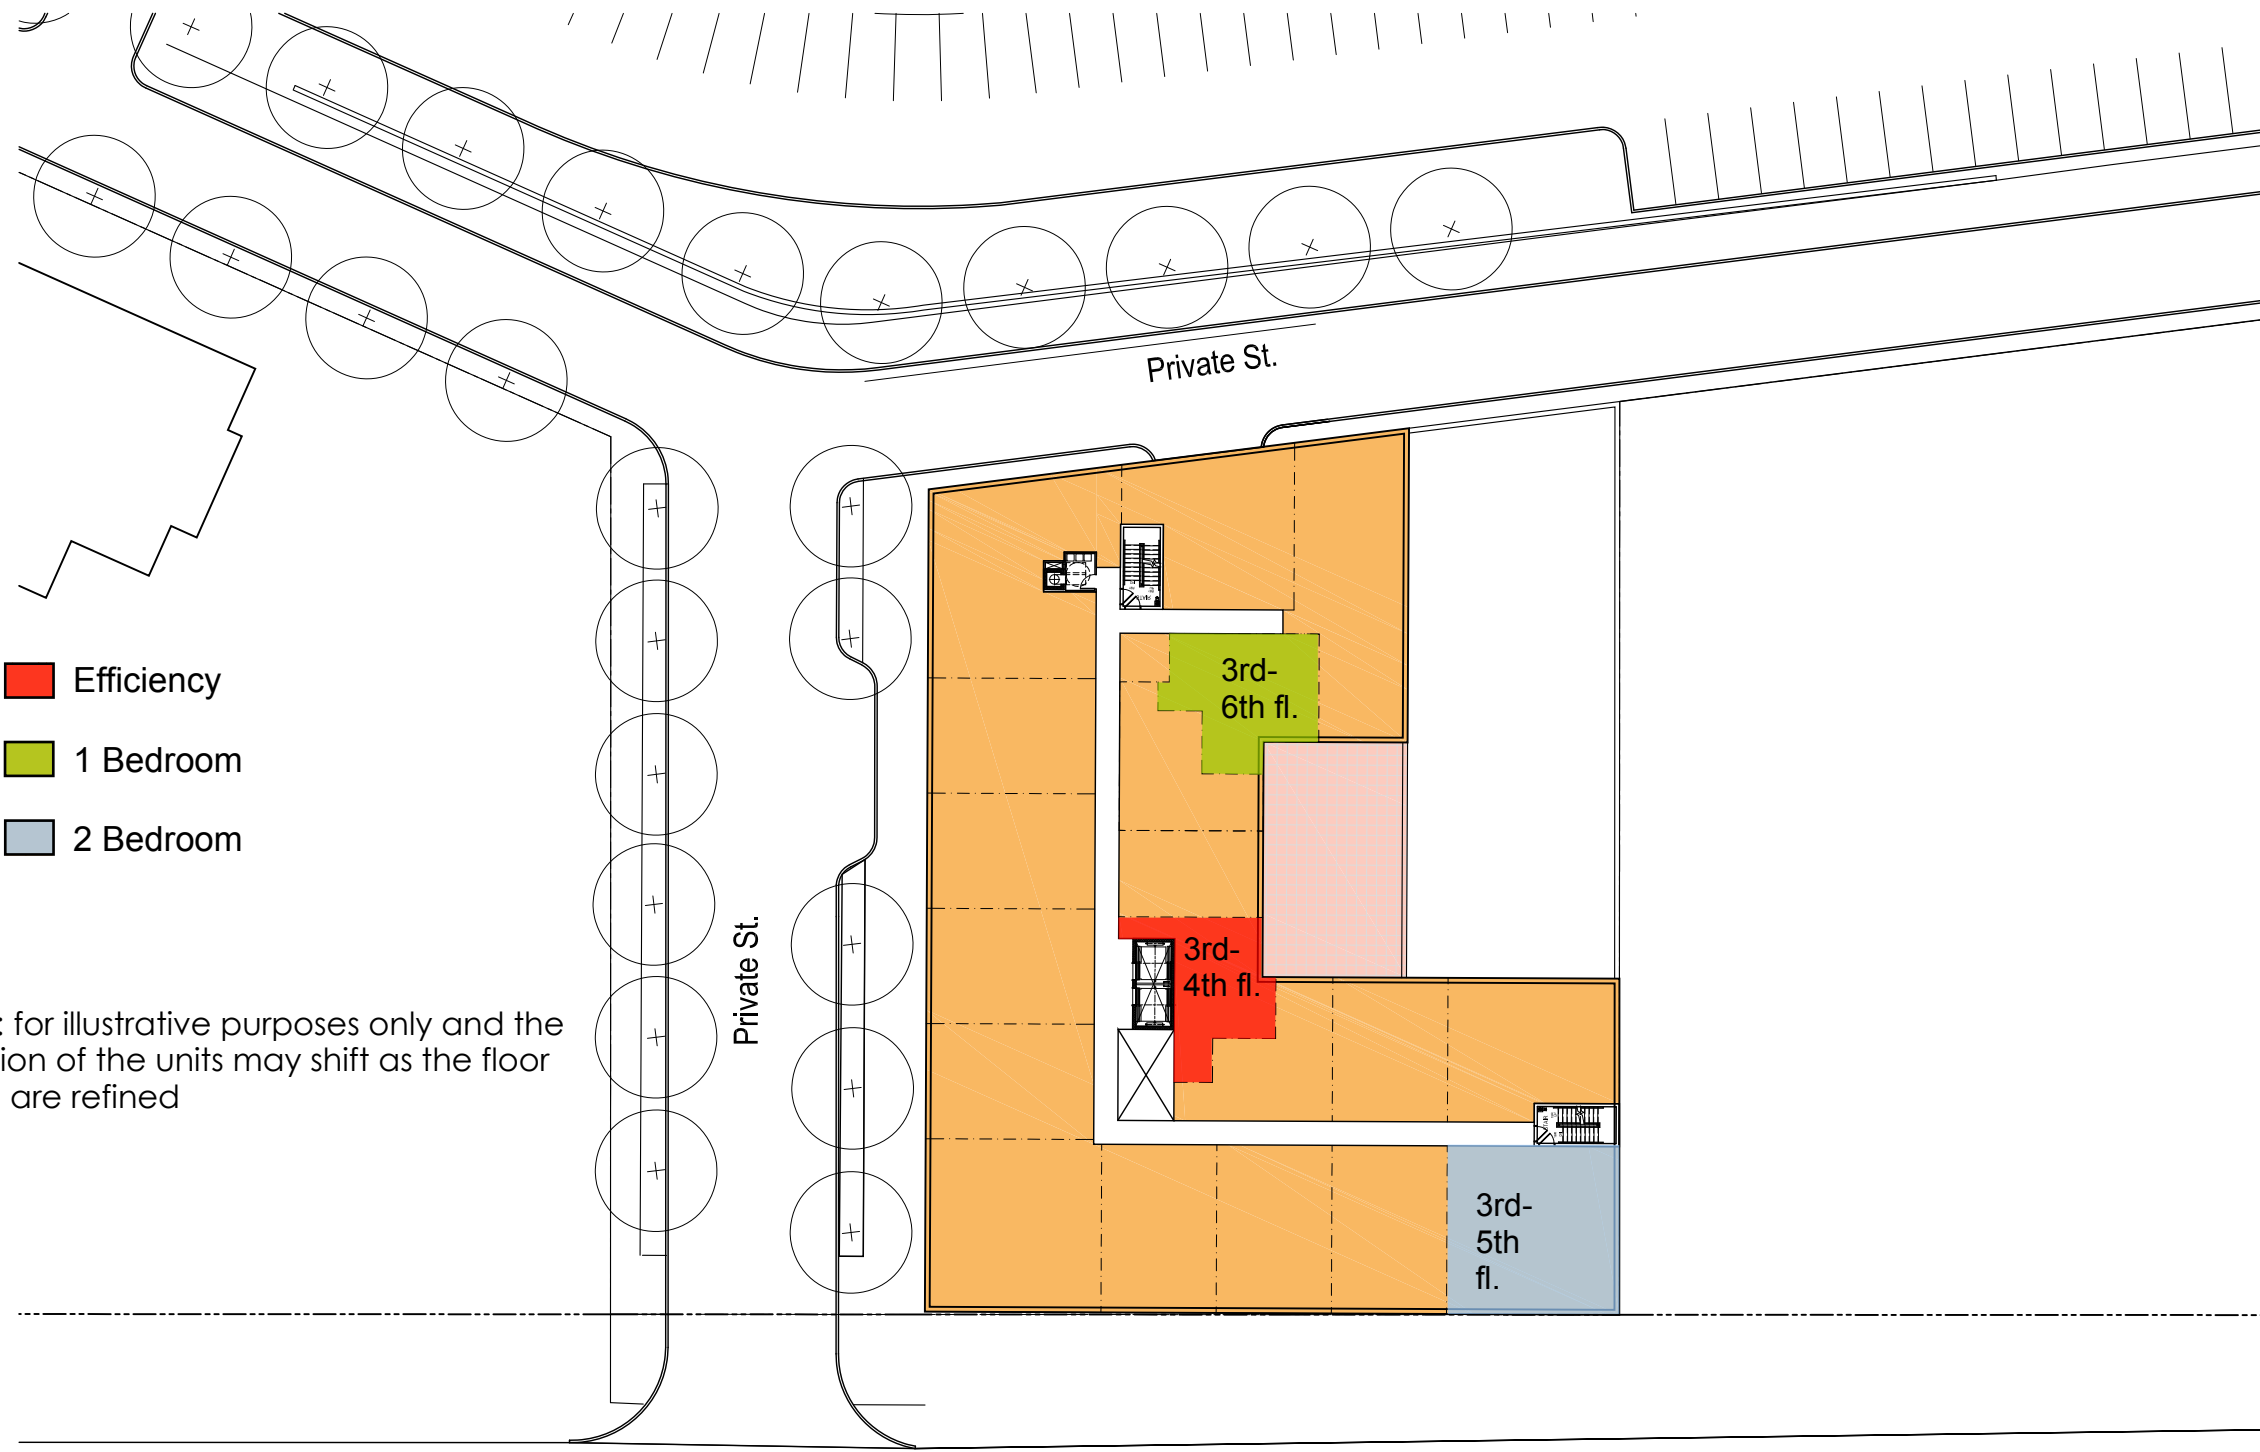 Private St.
3rd-
6th fl.
Efficiency
1 Bedroom
2 Bedroom
Private St.
3rd-
4th fl.
: for illustrative purposes only and the
ion of the units may shift as the floor
are refined
3rd-
5th
fl.